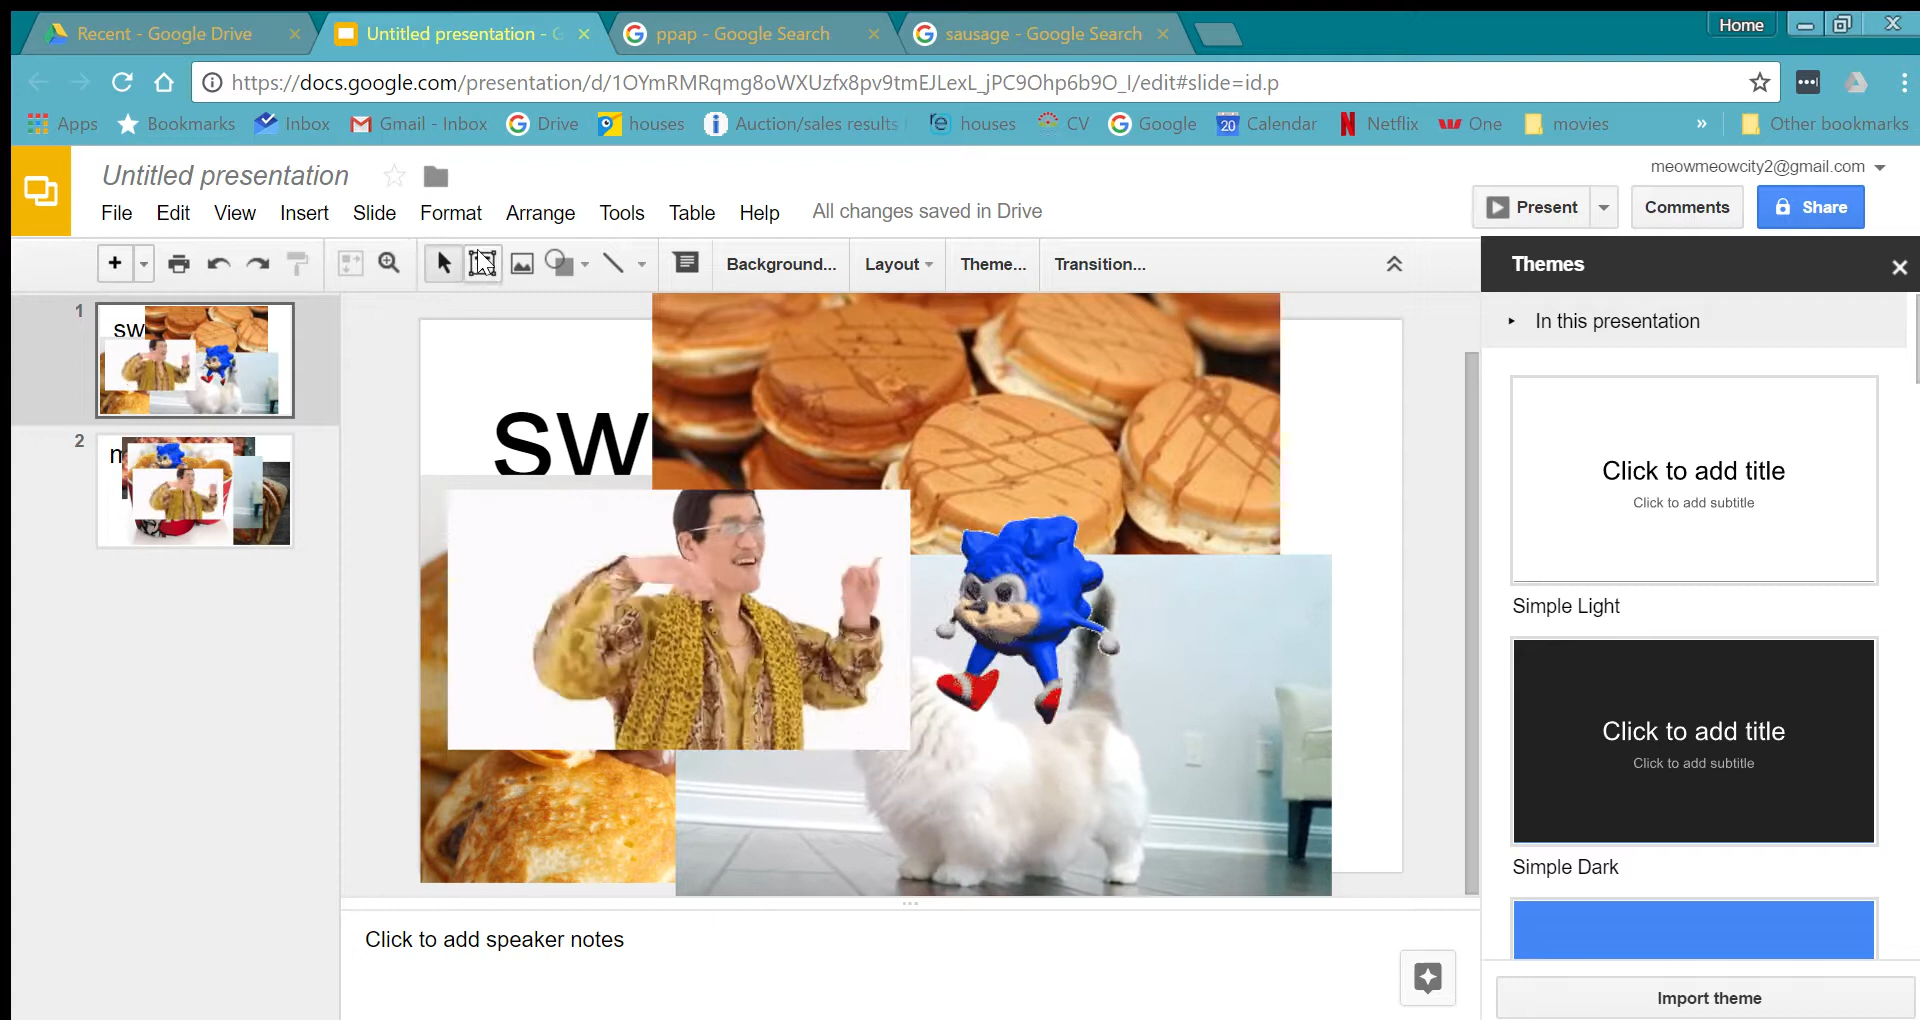 Recent - Google Drive
Untitled presentation - G
ppap - Google Search
sausage - Google Search
Home
https://docs.google.com/presentation/d/1OYmRMRqmg8oWXUzfx8pv9tmEJLexL_jPC9Ohp6b9O_I/edit#slide=id.p
Apps Bookmarks Inbox Gmail - Inbox Drive houses Auction/sales results houses CV Google 20 Calendar Netflix One movies » Other bookmarks
Untitled presentation
meowmeowcity2@gmail.com
File Edit View Insert Slide Format Arrange Tools Table Help All changes saved in Drive
Present Comments Share
Background... Layout Theme... Transition...
Themes
In this presentation
1
sw
2
m
sw
Click to add title
Click to add subtitle
Simple Light
Click to add title
Click to add subtitle
Simple Dark
Click to add speaker notes
Import theme